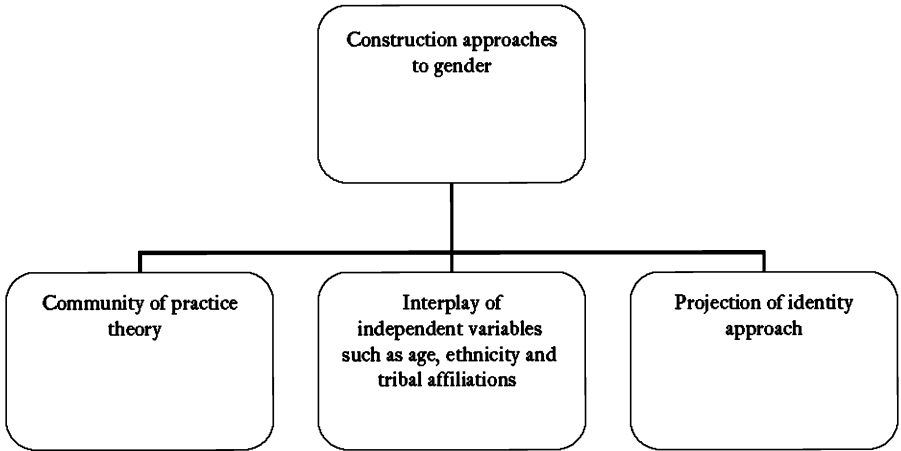 Construction approaches
to gender
Community of practice
theory
Interplay of
independent variables
such as age, ethnicity and
tribal affiliations
Projection of identity
approach